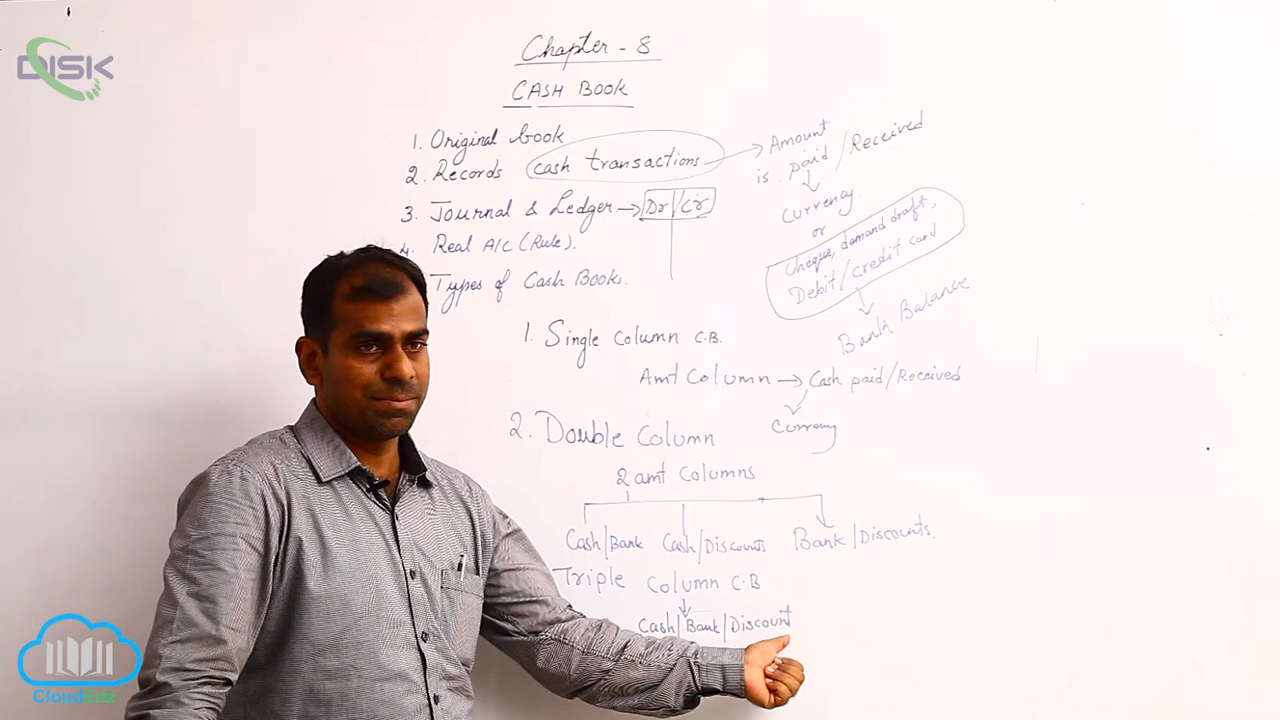 DISK
Chapter - 8
CASH BOOK
1. Original book
2. Records cash transactions
Amount
is paid / Received
Currency
or
Cheque, demand draft,
Debit / credit card
Bank Balance
3. Journal & Ledger Dr/Cr
4. Real A/C (Rule).
Types of Cash Books.
1. Single Column C.B.
Amt Column → Cash paid/Received
Currency
2. Double Column
2 amt Columns
Cash/Bank Cash/Discounts Bank/Discounts.
Triple Column C.B
Cash/Bank/Discount
CloudEdz